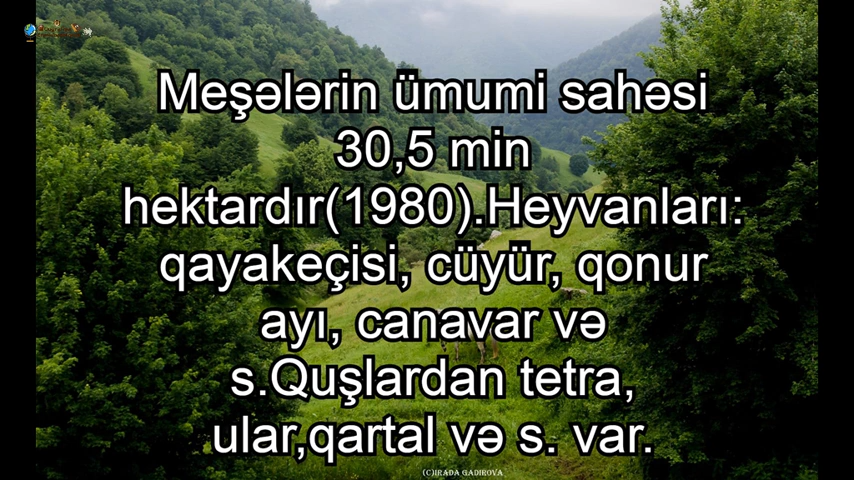 Meşələrin ümumi sahəsi
30,5 min
hektardır(1980).Heyvanları:
qayakeçisi, cüyür, qonur
ayı, canavar və
s.Quşlardan tetra,
ular,qartal və s. var.
(C)IRADA GADIROVA